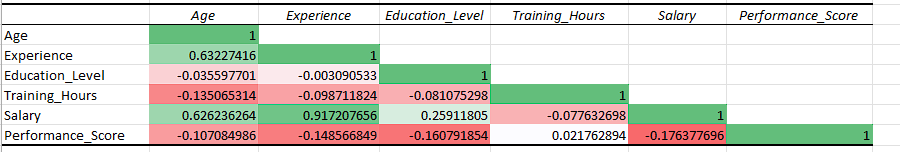 Age Experience Education_Level Training_Hours Salary Performance_Score
Age 1
Experience 0.63227416 1
Education_Level -0.035597701 -0.003090533 1
Training_Hours -0.135065314 -0.098711824 -0.081075298 1
Salary 0.626236264 0.917207656 0.25911805 -0.077632698 1
Performance_Score -0.107084986 -0.148566849 -0.160791854 0.021762894 -0.176377696 1